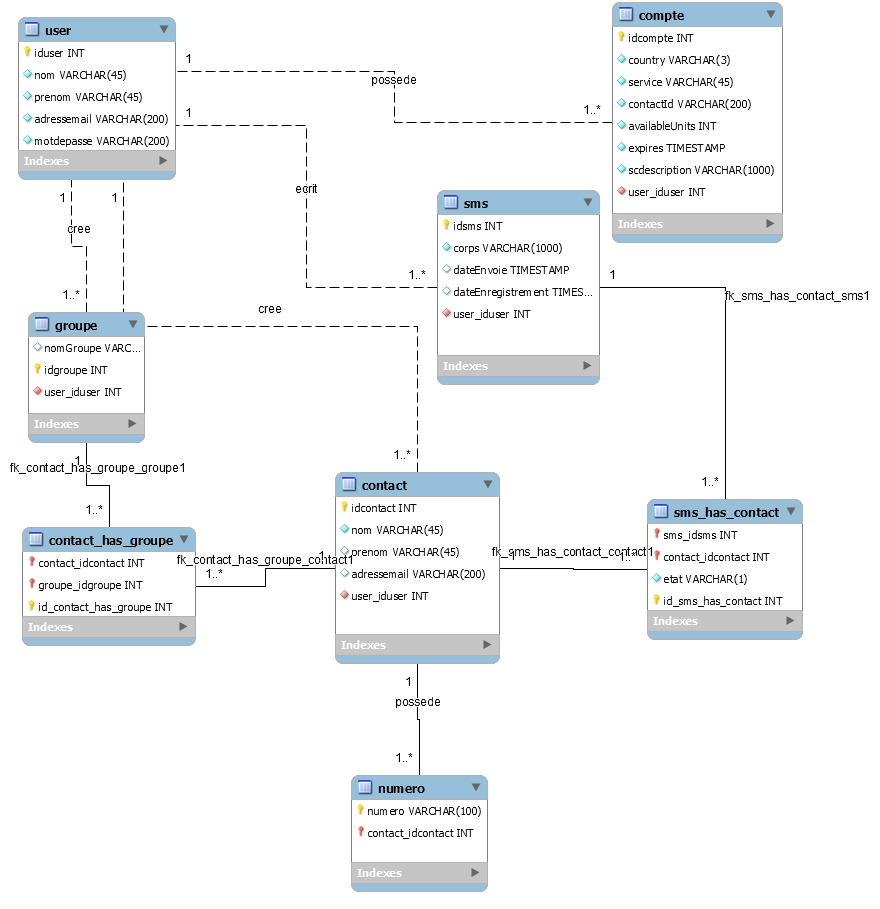 user
iduser INT
nom VARCHAR(45)
prenom VARCHAR(45)
adressemail VARCHAR(200)
motdepasse VARCHAR(200)
Indexes
1
possede
1..*
compte
idcompte INT
country VARCHAR(3)
service VARCHAR(45)
contactId VARCHAR(200)
availableUnits INT
expires TIMESTAMP
scdescription VARCHAR(1000)
user_iduser INT
Indexes
1
ecrit
1..*
sms
idsms INT
corps VARCHAR(1000)
dateEnvoie TIMESTAMP
dateEnregistrement TIMES...
user_iduser INT
Indexes
1
fk_sms_has_contact_sms1
1..*
1
cree
1..*
1
cree
1..*
groupe
nomGroupe VARC...
idgroupe INT
user_iduser INT
Indexes
1
fk_contact_has_groupe_groupe1
1..*
contact
idcontact INT
nom VARCHAR(45)
prenom VARCHAR(45)
adressemail VARCHAR(200)
user_iduser INT
Indexes
contact_has_groupe
contact_idcontact INT
groupe_idgroupe INT
id_contact_has_groupe INT
Indexes
fk_contact_has_groupe_contact1
1
1..*
fk_sms_has_contact_contact1
1
1..
sms_has_contact
sms_idsms INT
contact_idcontact INT
etat VARCHAR(1)
id_sms_has_contact INT
Indexes
1
possede
1..*
numero
numero VARCHAR(100)
contact_idcontact INT
Indexes